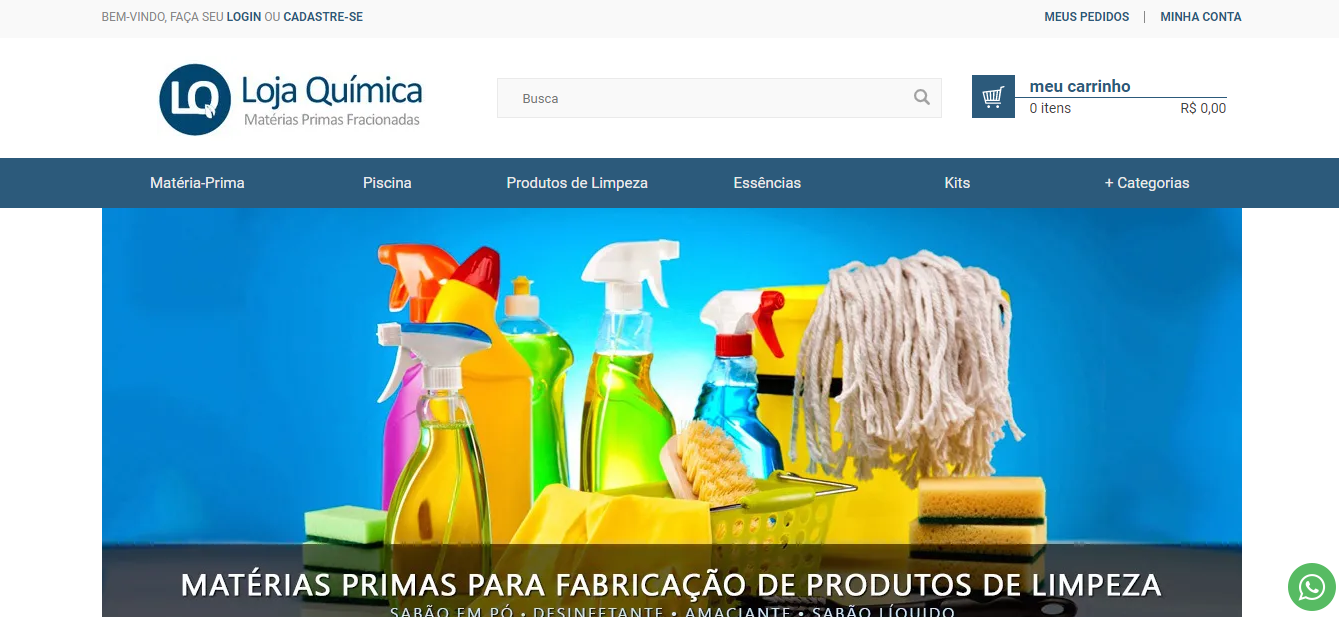 BEM-VINDO, FAÇA SEU LOGIN OU CADASTRE-SE
MEUS PEDIDOS | MINHA CONTA
LQ Loja Química
Matérias Primas Fracionadas
Busca
meu carrinho
0 itens R$ 0,00
Matéria-Prima Piscina Produtos de Limpeza Essências Kits + Categorias
MATÉRIAS PRIMAS PARA FABRICAÇÃO DE PRODUTOS DE LIMPEZA
SABÃO EM PÓ • DESINFETANTE • AMACIANTE • SABÃO LÍQUIDO